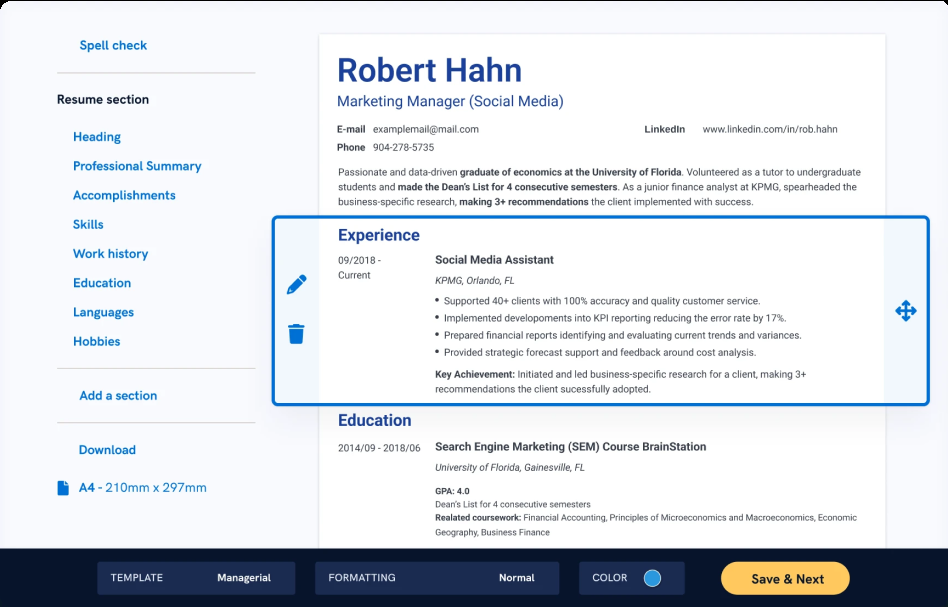 Spell check
Resume section
Heading
Professional Summary
Accomplishments
Skills
Work history
Education
Languages
Hobbies
Add a section
Download
A4 - 210mm x 297mm
Robert Hahn
Marketing Manager (Social Media)
E-mail examplemail@mail.com LinkedIn www.linkedin.com/in/rob.hahn
Phone 904-278-5735
Passionate and data-driven graduate of economics at the University of Florida. Volunteered as a tutor to undergraduate
students and made the Dean's List for 4 consecutive semesters. As a junior finance analyst at KPMG, spearheaded the
business-specific research, making 3+ recommendations the client implemented with success.
Experience
09/2018 - Social Media Assistant
Current
KPMG, Orlando, FL
• Supported 40+ clients with 100% accuracy and quality customer service.
• Implemented developoments into KPI reporting reducing the error rate by 17%.
• Prepared financial reports identifying and evaluating current trends and variances.
• Provided strategic forecast support and feedback around cost analysis.
Key Achievement: Initiated and led business-specific research for a client, making 3+
recommendations the client sucessfully adopted.
Education
2014/09 - 2018/06 Search Engine Marketing (SEM) Course BrainStation
University of Florida, Gainesville, FL
GPA: 4.0
Dean's List for 4 consecutive semesters
Realated coursework: Financial Accounting, Principles of Microeconomics and Macroeconomics, Economic
Geography, Business Finance
TEMPLATE Managerial FORMATTING Normal COLOR Save & Next